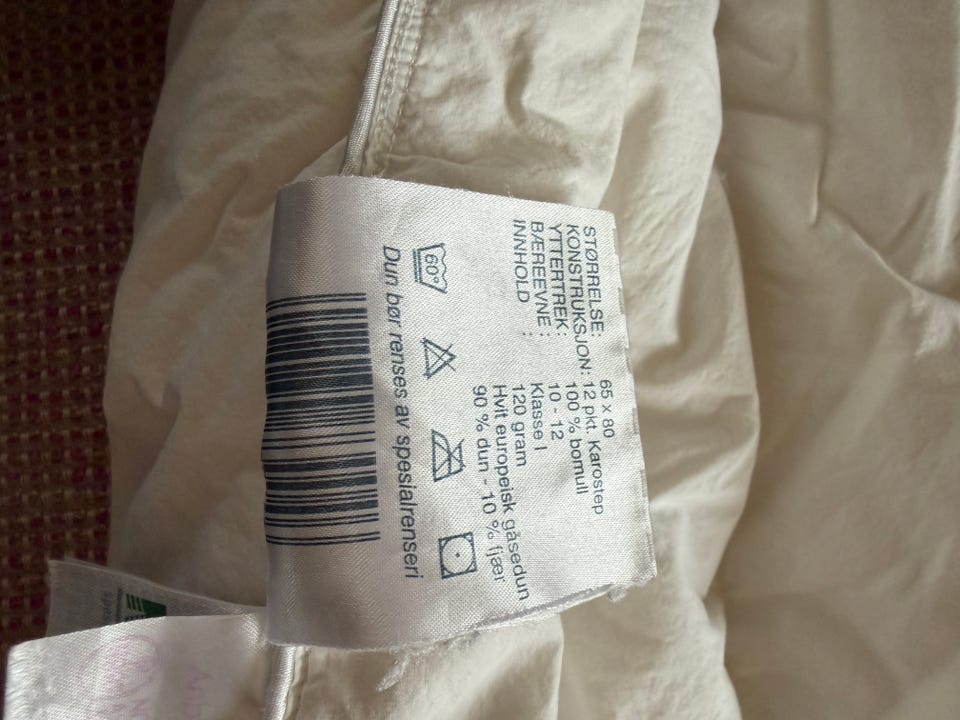 STØRRELSE: 65 x 80
KONSTRUKSJON: 12 pkt. Karostep
YTTERTREK: 100 % bomull
BÆREEVNE: 10 - 12
INNHOLD : Klasse I
120 gram
Hvit europeisk gåsedun
90 % dun - 10 % fjær
60°
Dun bør renses av spesialrenseri